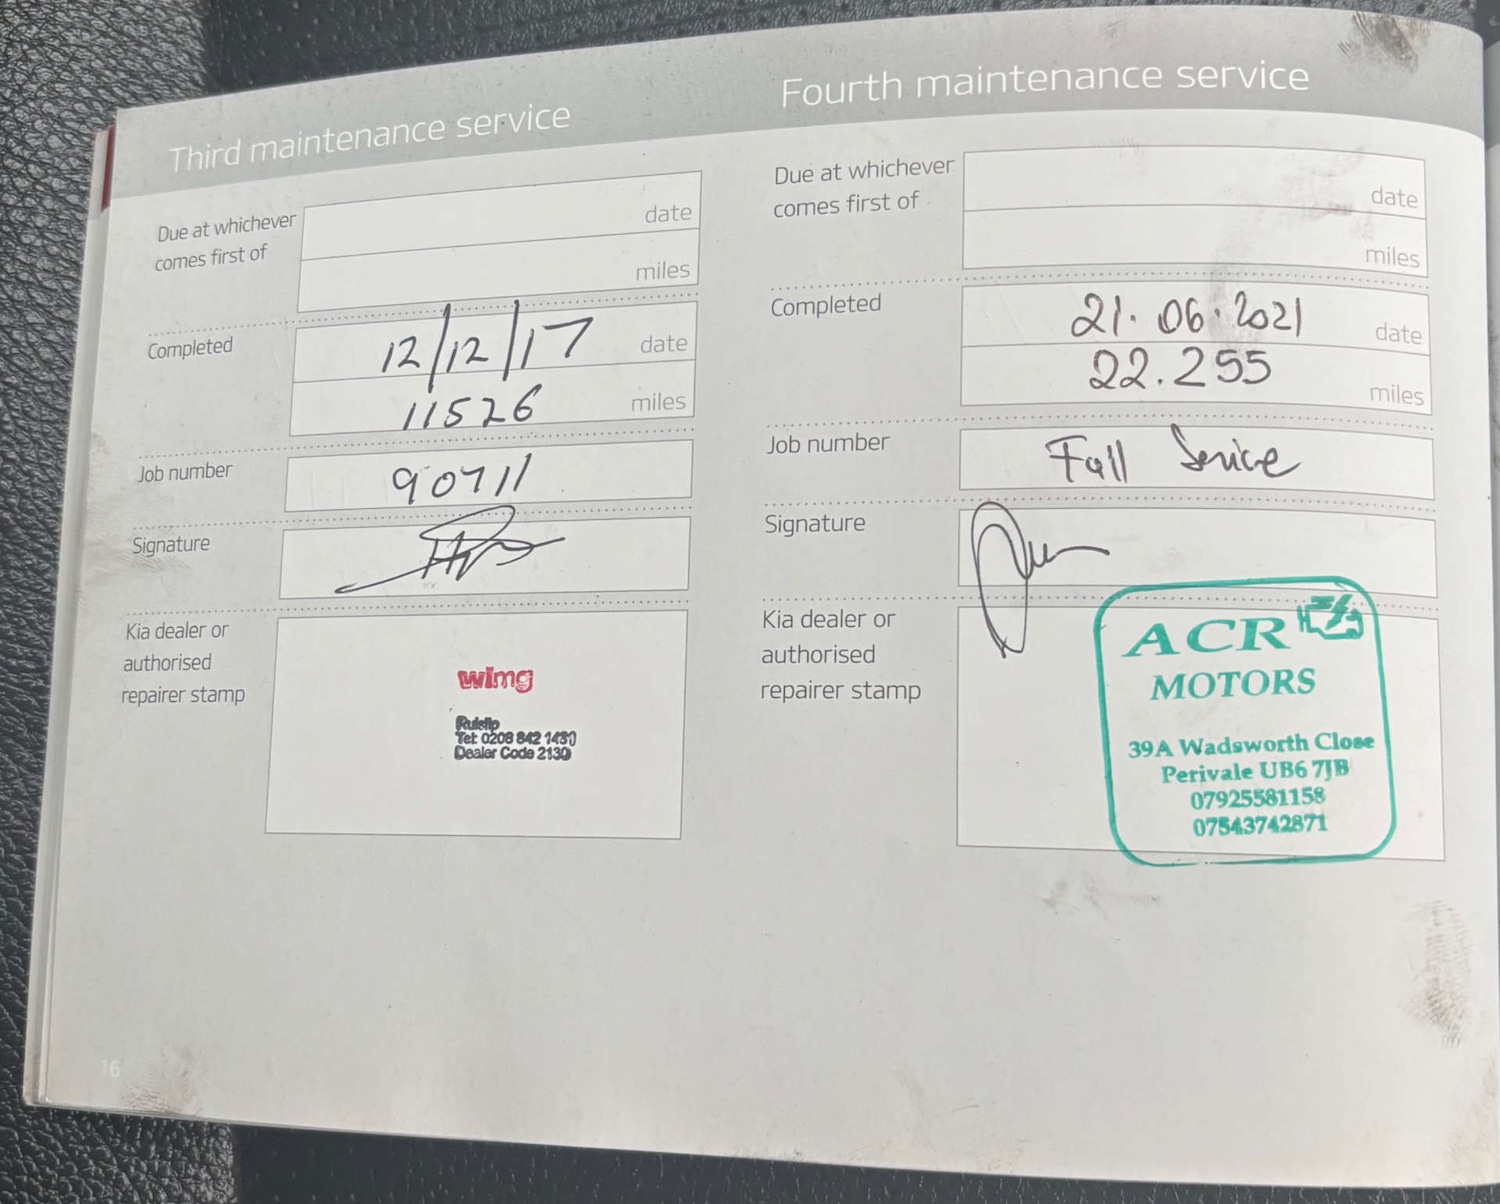 Third maintenance service
Due at whichever
comes first of
date
miles
Completed
12/12/17 date
11526 miles
Job number
90711
Signature
Kia dealer or
authorised
repairer stamp
wlmg
Ruislip
Tel: 0208 842 1430
Dealer Code 2130
16
Fourth maintenance service
Due at whichever
comes first of
date
miles
Completed
21.06.2021 date
22.255 miles
Job number
Full Service
Signature
Kia dealer or
authorised
repairer stamp
ACR
MOTORS
39A Wadsworth Close
Perivale UB6 7JB
07925581158
07543742871